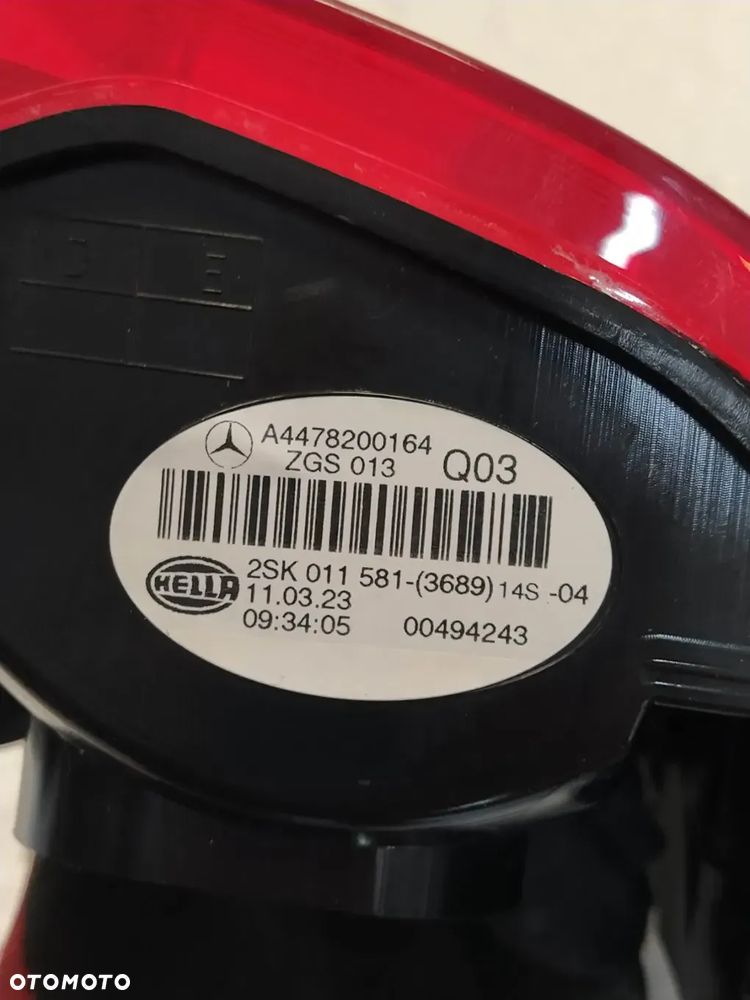 A4478200164
ZGS 013 Q03
2SK 011 581-(3689) 14S -04
HELLA
11.03.23
09:34:05 00494243
OTOMOTO